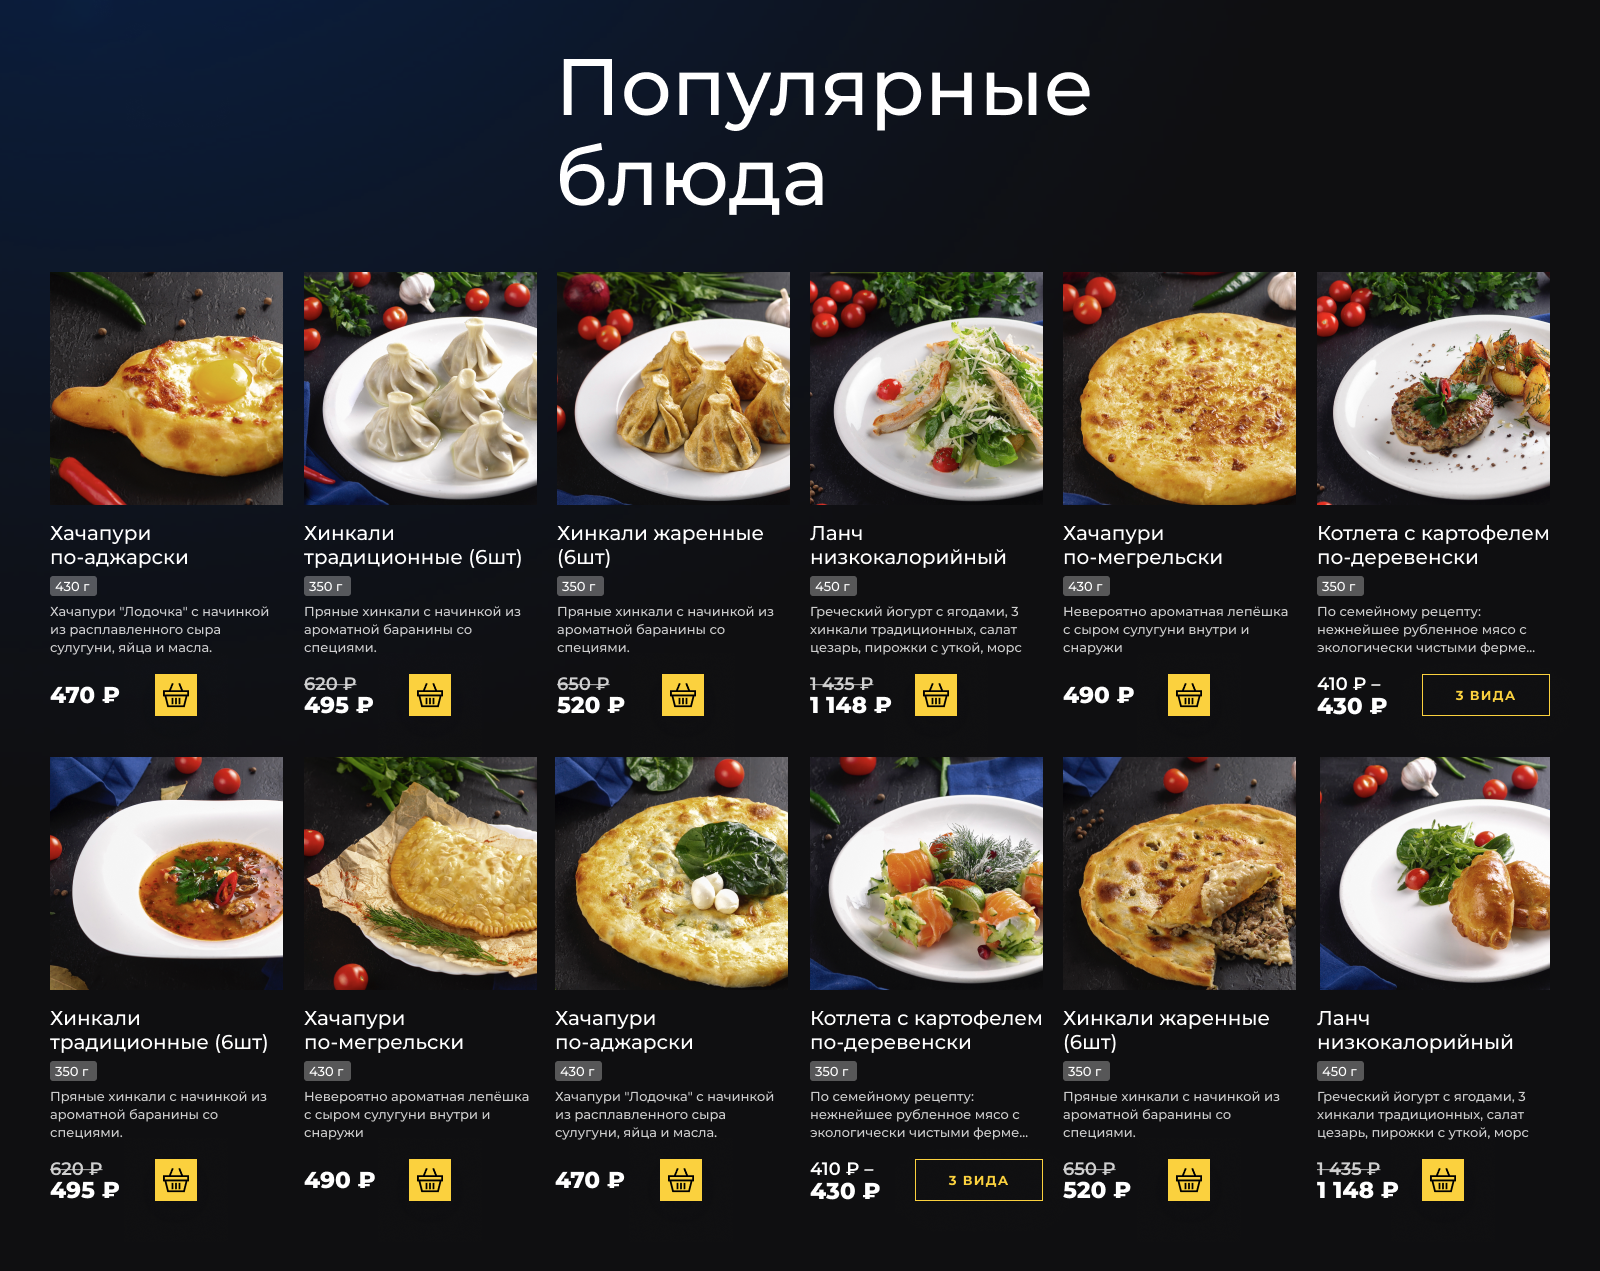 Популярные
блюда
Хачапури
по-аджарски
430 г
Хачапури "Лодочка" с начинкой
из расплавленного сыра
сулугуни, яйца и масла.
470 ₽
Хинкали
традиционные (6шт)
350 г
Пряные хинкали с начинкой из
ароматной баранины со
специями.
620 ₽
495 ₽
Хинкали жаренные
(6шт)
350 г
Пряные хинкали с начинкой из
ароматной баранины со
специями.
650 ₽
520 ₽
Ланч
низкокалорийный
450 г
Греческий йогурт с ягодами, 3
хинкали традиционных, салат
цезарь, пирожки с уткой, морс
1 435 ₽
1 148 ₽
Хачапури
по-мегрельски
430 г
Невероятно ароматная лепёшка
с сыром сулугуни внутри и
снаружи
490 ₽
Котлета с картофелем
по-деревенски
350 г
По семейному рецепту:
нежнейшее рубленное мясо с
экологически чистыми ферме...
410 ₽ –
430 ₽
3 ВИДА
Хинкали
традиционные (6шт)
350 г
Пряные хинкали с начинкой из
ароматной баранины со
специями.
620 ₽
495 ₽
Хачапури
по-мегрельски
430 г
Невероятно ароматная лепёшка
с сыром сулугуни внутри и
снаружи
490 ₽
Хачапури
по-аджарски
430 г
Хачапури "Лодочка" с начинкой
из расплавленного сыра
сулугуни, яйца и масла.
470 ₽
Котлета с картофелем
по-деревенски
350 г
По семейному рецепту:
нежнейшее рубленное мясо с
экологически чистыми ферме...
410 ₽ –
430 ₽
3 ВИДА
Хинкали жаренные
(6шт)
350 г
Пряные хинкали с начинкой из
ароматной баранины со
специями.
650 ₽
520 ₽
Ланч
низкокалорийный
450 г
Греческий йогурт с ягодами, 3
хинкали традиционных, салат
цезарь, пирожки с уткой, морс
1 435 ₽
1 148 ₽